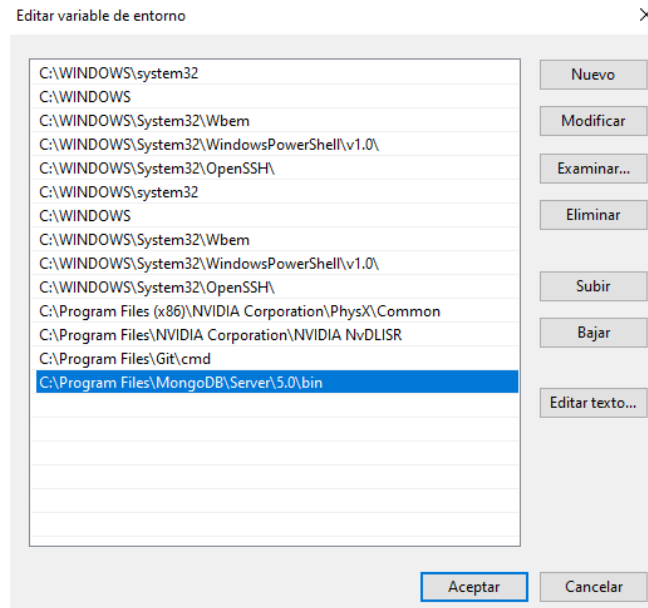 Editar variable de entorno
C:\WINDOWS\system32
C:\WINDOWS
C:\WINDOWS\System32\Wbem
C:\WINDOWS\System32\WindowsPowerShell\v1.0\
C:\WINDOWS\System32\OpenSSH\
C:\WINDOWS\system32
C:\WINDOWS
C:\WINDOWS\System32\Wbem
C:\WINDOWS\System32\WindowsPowerShell\v1.0\
C:\WINDOWS\System32\OpenSSH\
C:\Program Files (x86)\NVIDIA Corporation\PhysX\Common
C:\Program Files\NVIDIA Corporation\NVIDIA NvDLISR
C:\Program Files\Git\cmd
C:\Program Files\MongoDB\Server\5.0\bin
Nuevo
Modificar
Examinar...
Eliminar
Subir
Bajar
Editar texto...
Aceptar
Cancelar